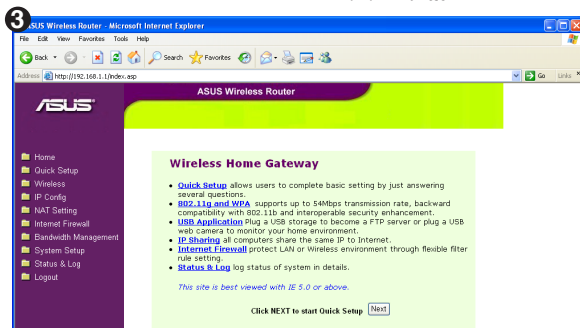 3
ASUS Wireless Router - Microsoft Internet Explorer
File Edit View Favorites Tools Help
Back Search Favorites
Address http://192.168.1.1/index.asp Go Links
ASUS Wireless Router
ASUS
Home
Quick Setup
Wireless
IP Config
NAT Setting
Internet Firewall
Bandwidth Management
System Setup
Status & Log
Logout
Wireless Home Gateway
• Quick Setup allows users to complete basic setting by just answering
several questions.
• 802.11g and WPA supports up to 54Mbps transmission rate, backward
compatibility with 802.11b and interoperable security enhancement.
• USB Application Plug a USB storage to become a FTP server or plug a USB
web camera to monitor your home environment.
• IP Sharing all computers share the same IP to Internet.
• Internet Firewall protect LAN or Wireless environment through flexible filter
rule setting.
• Status & Log log status of system in details.
This site is best viewed with IE 5.0 or above.
Click NEXT to start Quick Setup Next